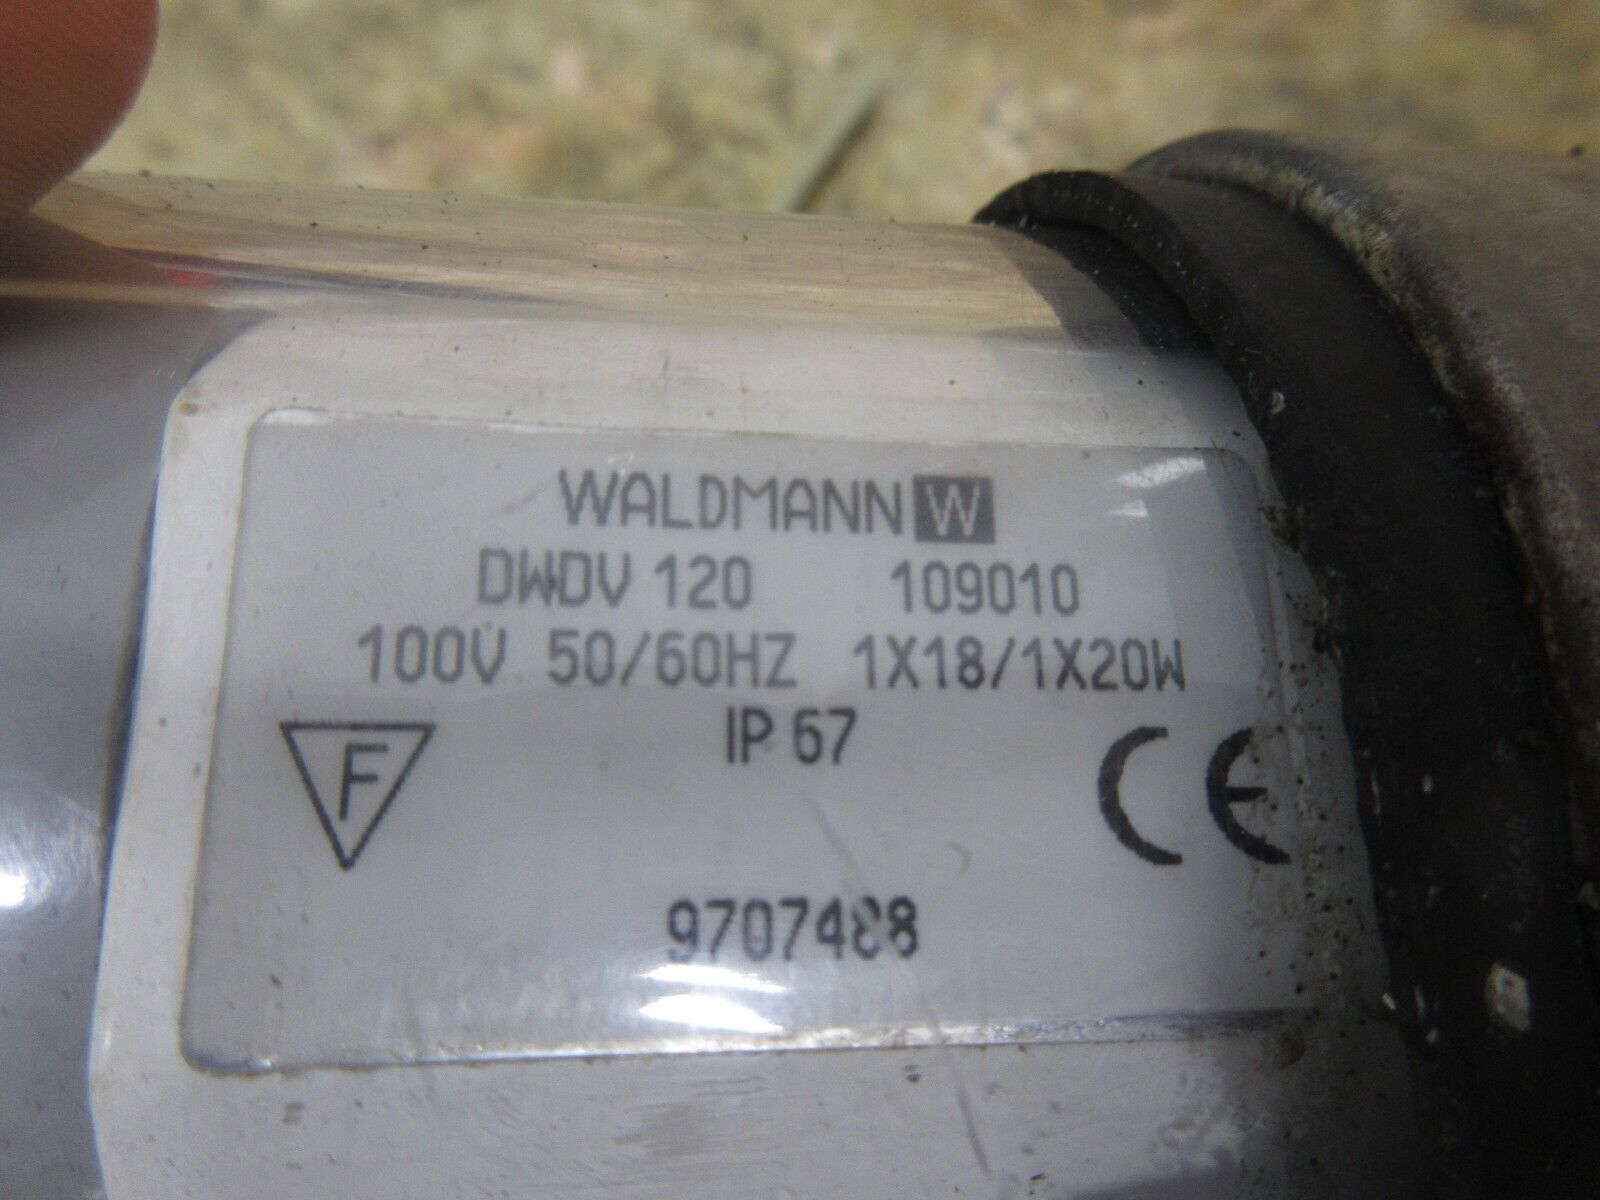 WALDMANN W
DWDV 120 109010
100V 50/60HZ 1X18/1X20W
IP 67
F CE
9707488